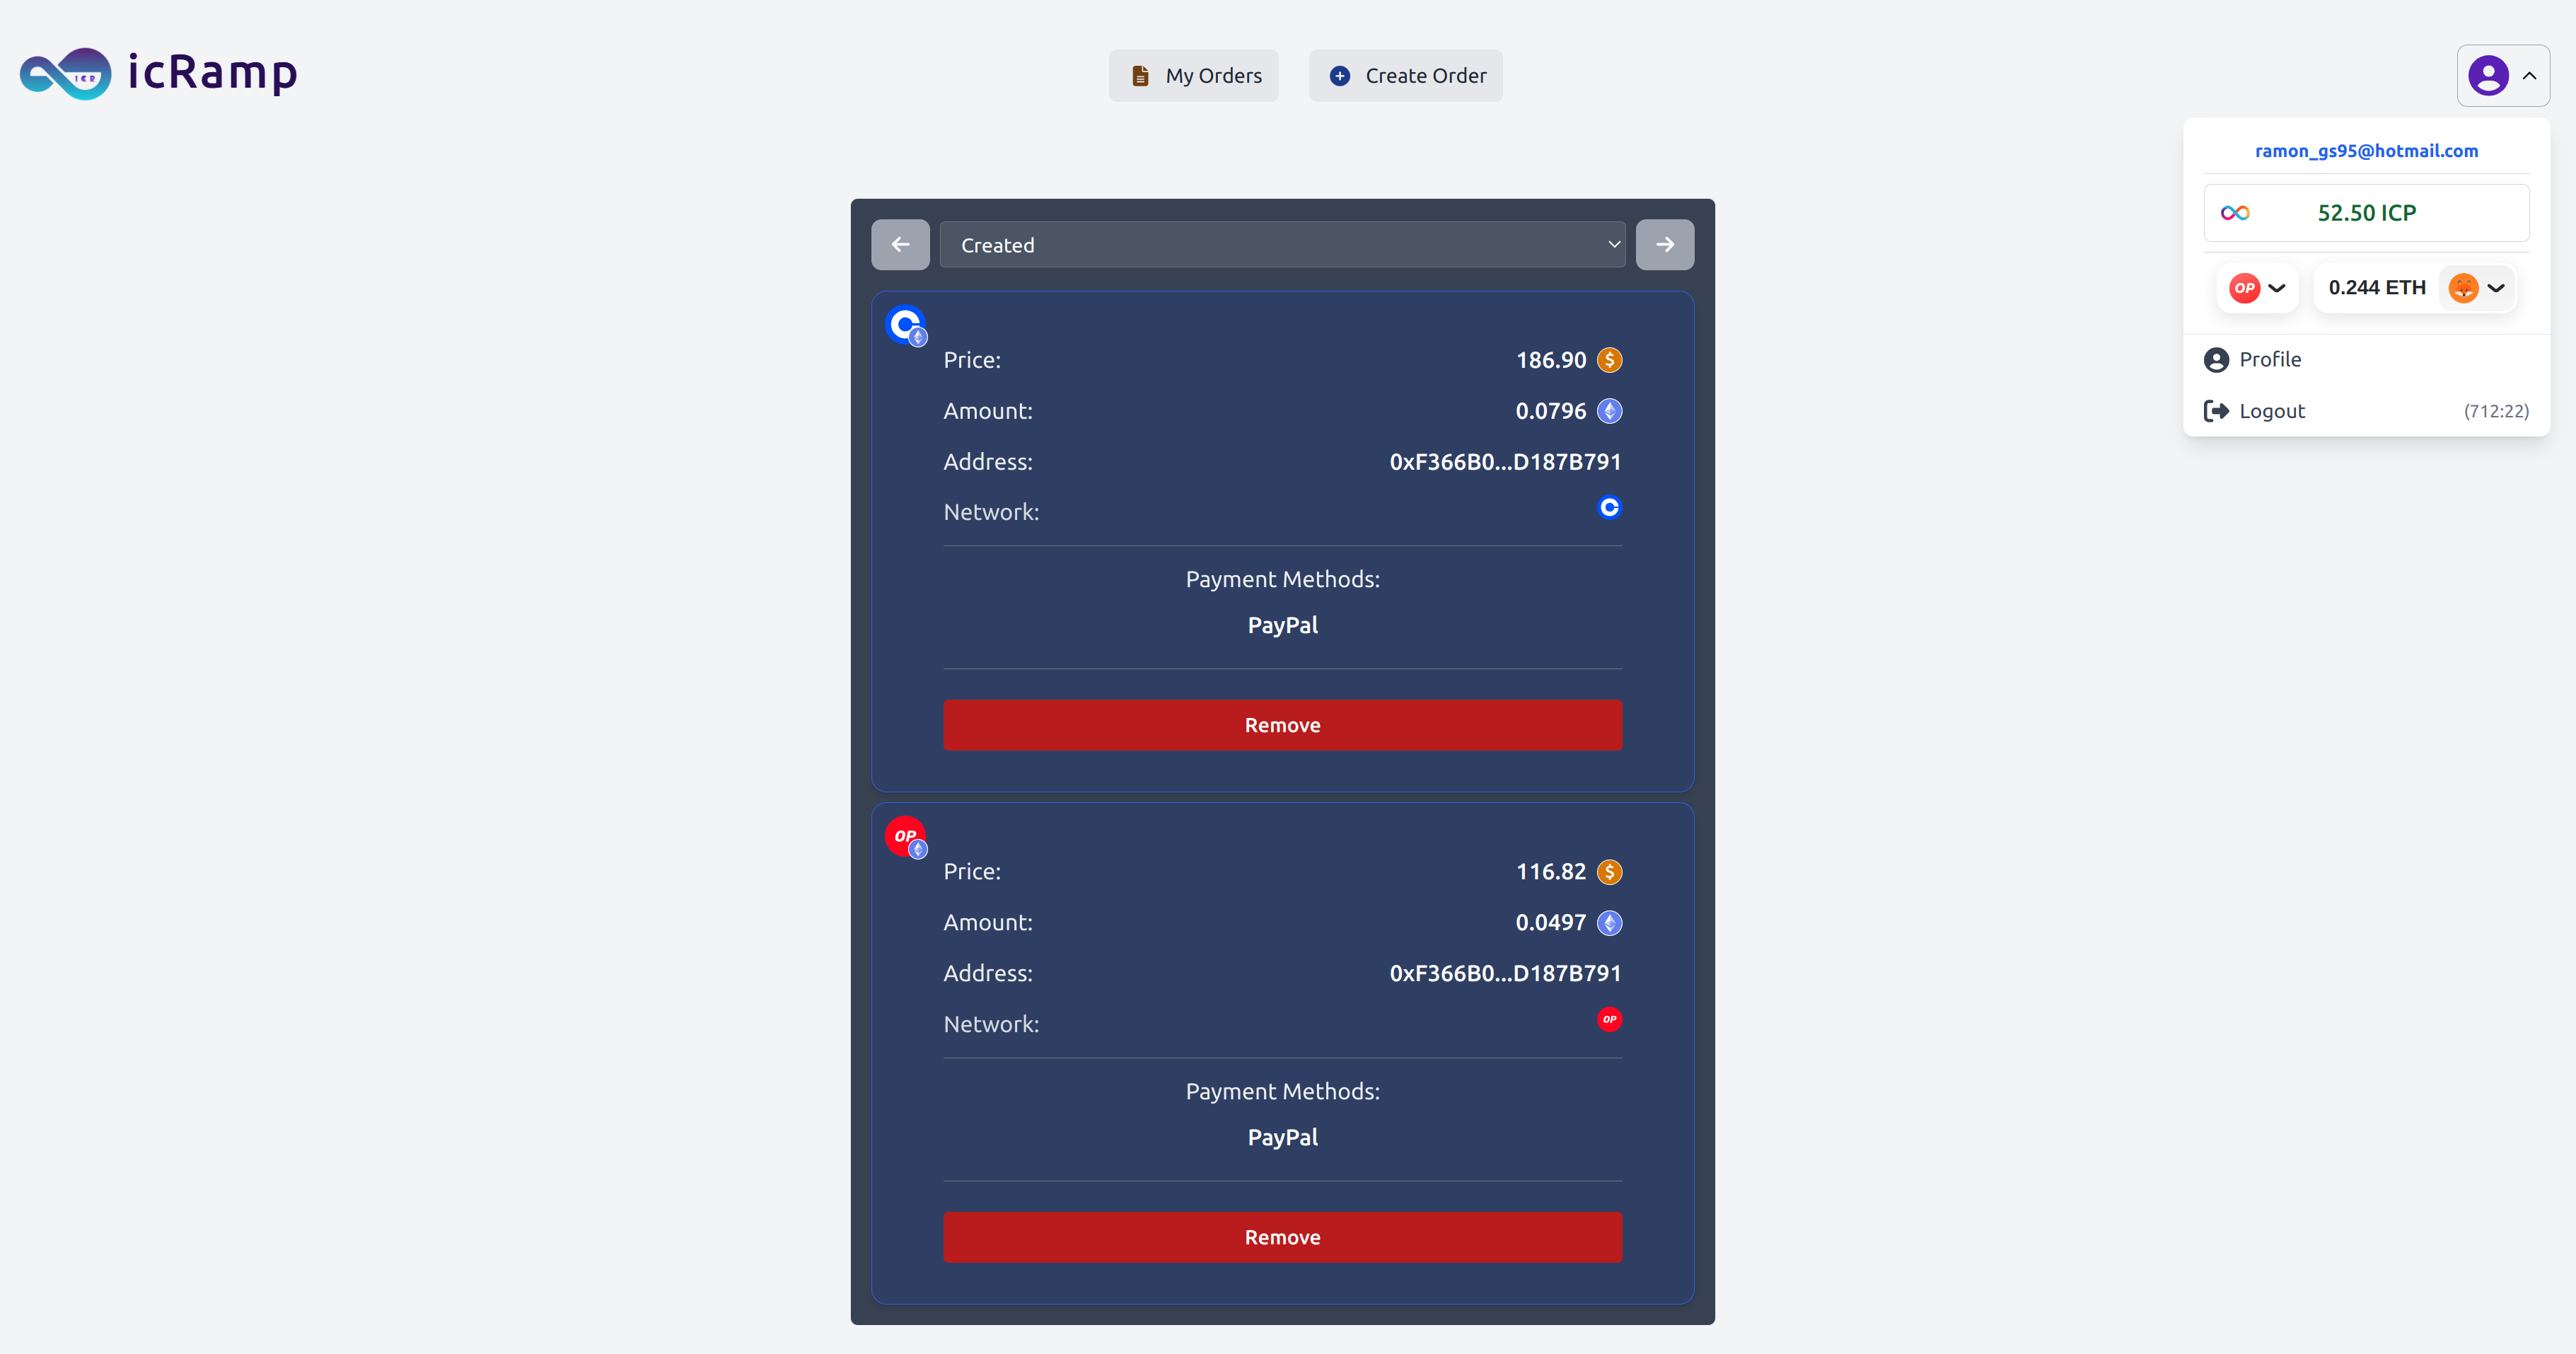 ICR
icRamp
My Orders
Create Order
ramon_gs95@hotmail.com
52.50 ICP
OP
0.244 ETH
Profile
Logout (712:22)
Created
Price: 186.90 $
Amount: 0.0796
Address: 0xF366B0...D187B791
Network:
Payment Methods:
PayPal
Remove
OP
Price: 116.82 $
Amount: 0.0497
Address: 0xF366B0...D187B791
Network: OP
Payment Methods:
PayPal
Remove